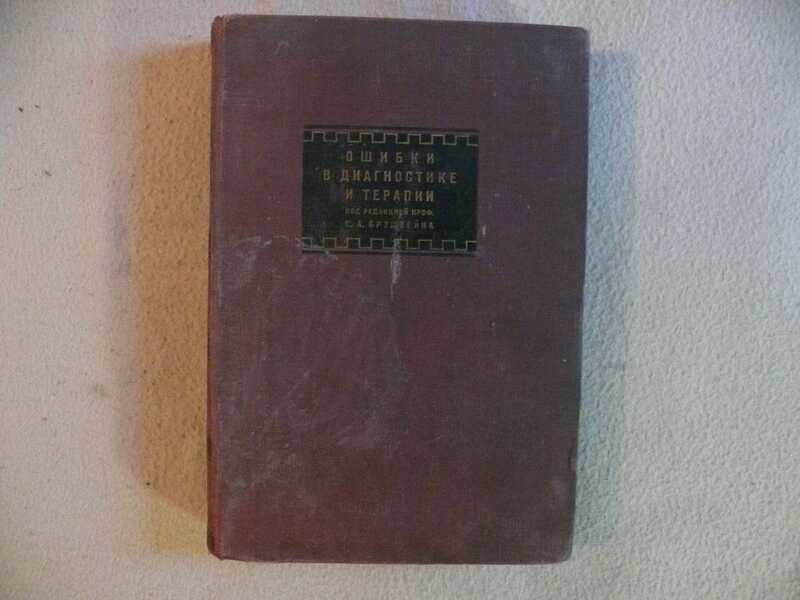 ОШИБКИ
В ДИАГНОСТИКЕ
И ТЕРАПИИ
ПОД РЕДАКЦИЕЙ ПРОФ.
С. А. БРУШТЕЙНА